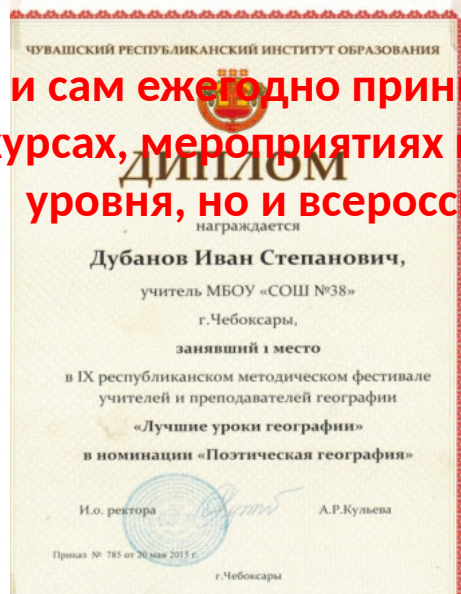 ЧУВАШСКИЙ РЕСПУБЛИКАНСКИЙ ИНСТИТУТ ОБРАЗОВАНИЯ
и сам ежегодно прин
курсах, мероприятиях
ДИПЛОМ
уровня, но и всеросс
награждается
Дубанов Иван Степанович,
учитель МБОУ «СОШ №38»
г.Чебоксары,
занявший 1 место
в IX республиканском методическом фестивале
учителей и преподавателей географии
«Лучшие уроки географии»
в номинации «Поэтическая география»
И.о. ректора А.Р.Кульева
Приказ № 785 от 20 мая 2015 г.
г.Чебоксары